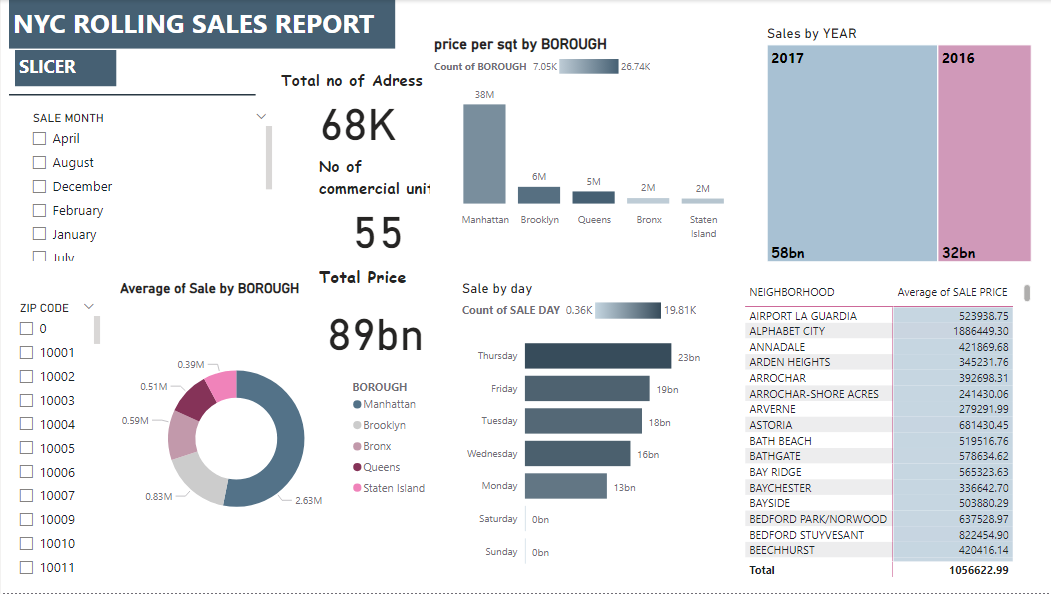 NYC ROLLING SALES REPORT
SLICER
SALE MONTH
April
August
December
February
January
July
Total no of Adress
68K
No of
commercial unit
55
Total Price
89bn
price per sqt by BOROUGH
Count of BOROUGH 7.05K 26.74K
38M
6M
5M
2M
2M
Manhattan
Brooklyn
Queens
Bronx
Staten
Island
Sales by YEAR
2017
58bn
2016
32bn
ZIP CODE
0
10001
10002
10003
10004
10005
10006
10007
10009
10010
10011
Average of Sale by BOROUGH
0.39M
0.51M
0.59M
0.83M
2.63M
BOROUGH
Manhattan
Brooklyn
Bronx
Queens
Staten Island
Sale by day
Count of SALE DAY 0.36K 19.81K
Thursday 23bn
Friday 19bn
Tuesday 18bn
Wednesday 16bn
Monday 13bn
Saturday 0bn
Sunday 0bn
NEIGHBORHOOD Average of SALE PRICE
AIRPORT LA GUARDIA 523938.75
ALPHABET CITY 1886449.30
ANNADALE 421869.68
ARDEN HEIGHTS 345231.76
ARROCHAR 392698.31
ARROCHAR-SHORE ACRES 241430.06
ARVERNE 279291.99
ASTORIA 681430.45
BATH BEACH 519516.76
BATHGATE 578634.62
BAY RIDGE 565323.63
BAYCHESTER 336642.70
BAYSIDE 503880.29
BEDFORD PARK/NORWOOD 637528.97
BEDFORD STUYVESANT 822454.90
BEECHHURST 420416.14
Total 1056622.99